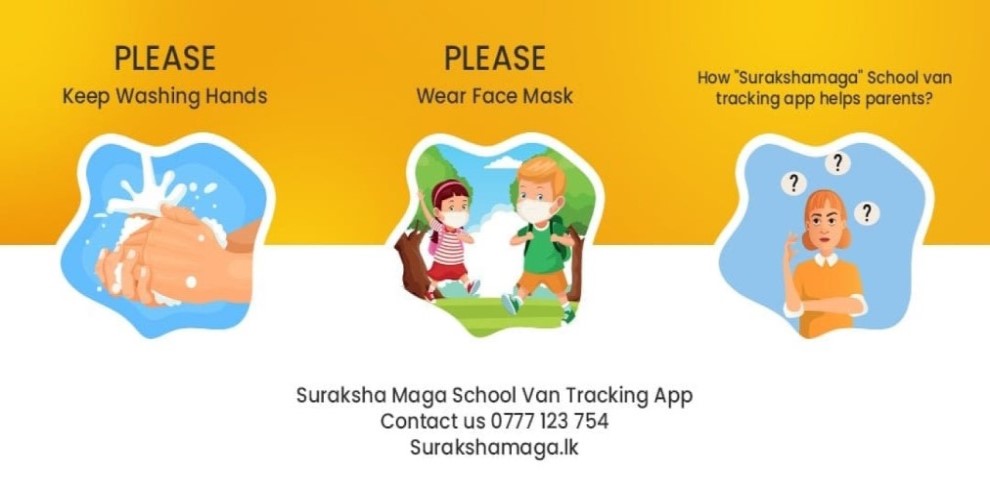 PLEASE
Keep Washing Hands
PLEASE
Wear Face Mask
How "Surakshamaga" School van
tracking app helps parents?
?
?
?
Suraksha Maga School Van Tracking App
Contact us 0777 123 754
Surakshamaga.lk